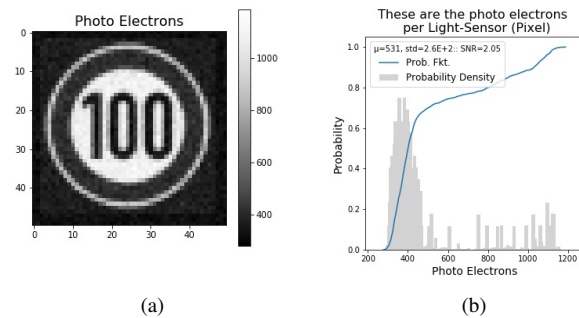 Photo Electrons
0
10
20
30
40
0
10
20
30
40
100
1000
800
600
400
(a)
These are the photo electrons
per Light-Sensor (Pixel)
μ=531, std=2.6E+2:: SNR=2.05
Prob. Fkt.
Probability Density
Probability
1.0
0.8
0.6
0.4
0.2
0.0
200
400
600
800
1000
1200
Photo Electrons
(b)